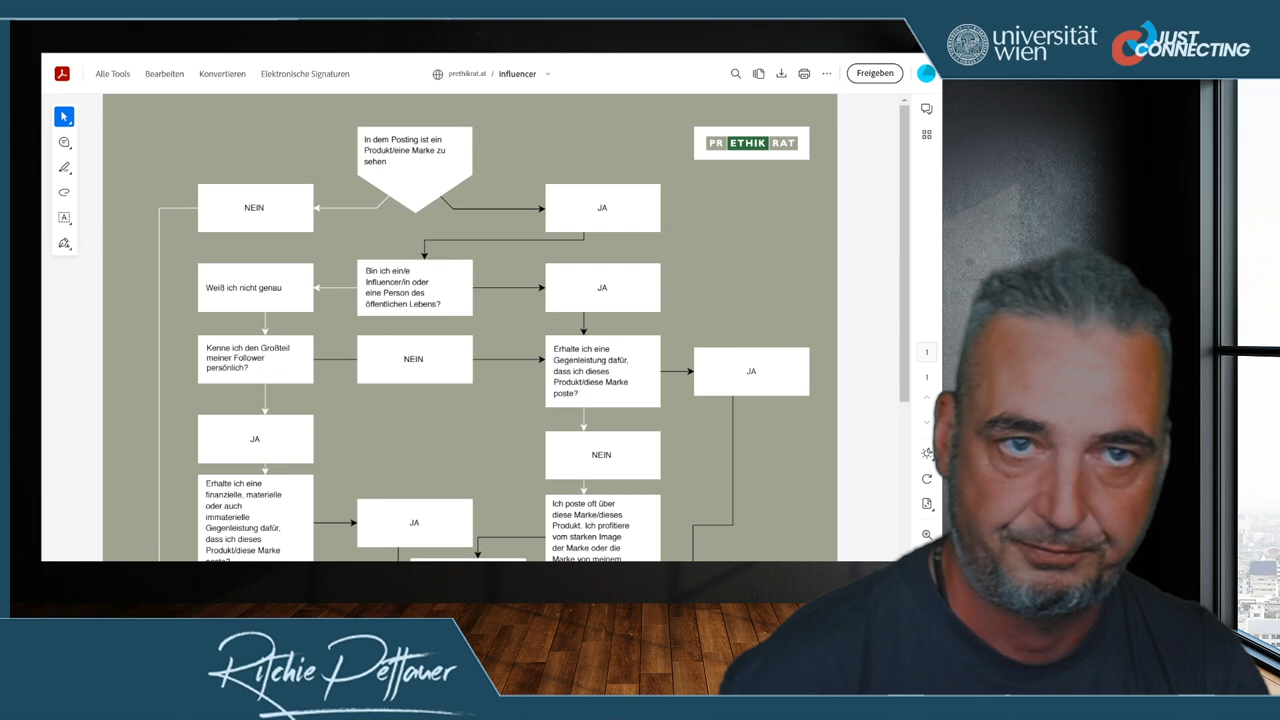 universität
wien
JUST
CONNECTING
Alle Tools
Bearbeiten
Konvertieren
Elektronische Signaturen
prethikrat.at / influencer
Freigeben
In dem Posting ist ein
Produkt/eine Marke zu
sehen
PR ETHIK RAT
NEIN
JA
Weiß ich nicht genau
Bin ich ein/e
Influencer/in oder
eine Person des
öffentlichen Lebens?
JA
Kenne ich den Großteil
meiner Follower
persönlich?
NEIN
Erhalte ich eine
Gegenleistung dafür,
dass ich dieses
Produkt/diese Marke
poste?
JA
1
1
JA
NEIN
Erhalte ich eine
finanzielle, materielle
oder auch
immaterielle
Gegenleistung dafür,
dass ich dieses
Produkt/diese Marke
poste?
JA
Ich poste oft über
diese Marke/dieses
Produkt. Ich profitiere
vom starken Image
der Marke oder die
Marke von meinem
Ritchie Pettauer